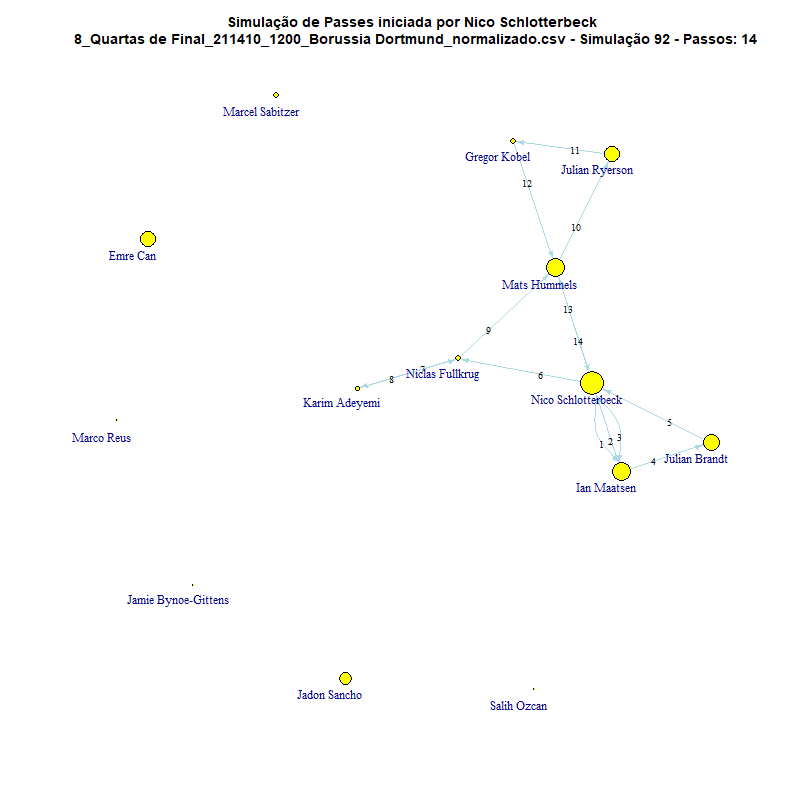 Simulação de Passes iniciada por Nico Schlotterbeck
8_Quartas de Final_211410_1200_Borussia Dortmund_normalizado.csv - Simulação 92 - Passos: 14
Marcel Sabitzer
Gregor Kobel
11
Julian Ryerson
12
10
Emre Can
Mats Hummels
13
9
14
7
Niclas Fullkrug
6
8
Karim Adeyemi
Nico Schlotterbeck
5
Marco Reus
1
2
3
4
Julian Brandt
Ian Maatsen
Jamie Bynoe-Gittens
Jadon Sancho
Salih Ozcan